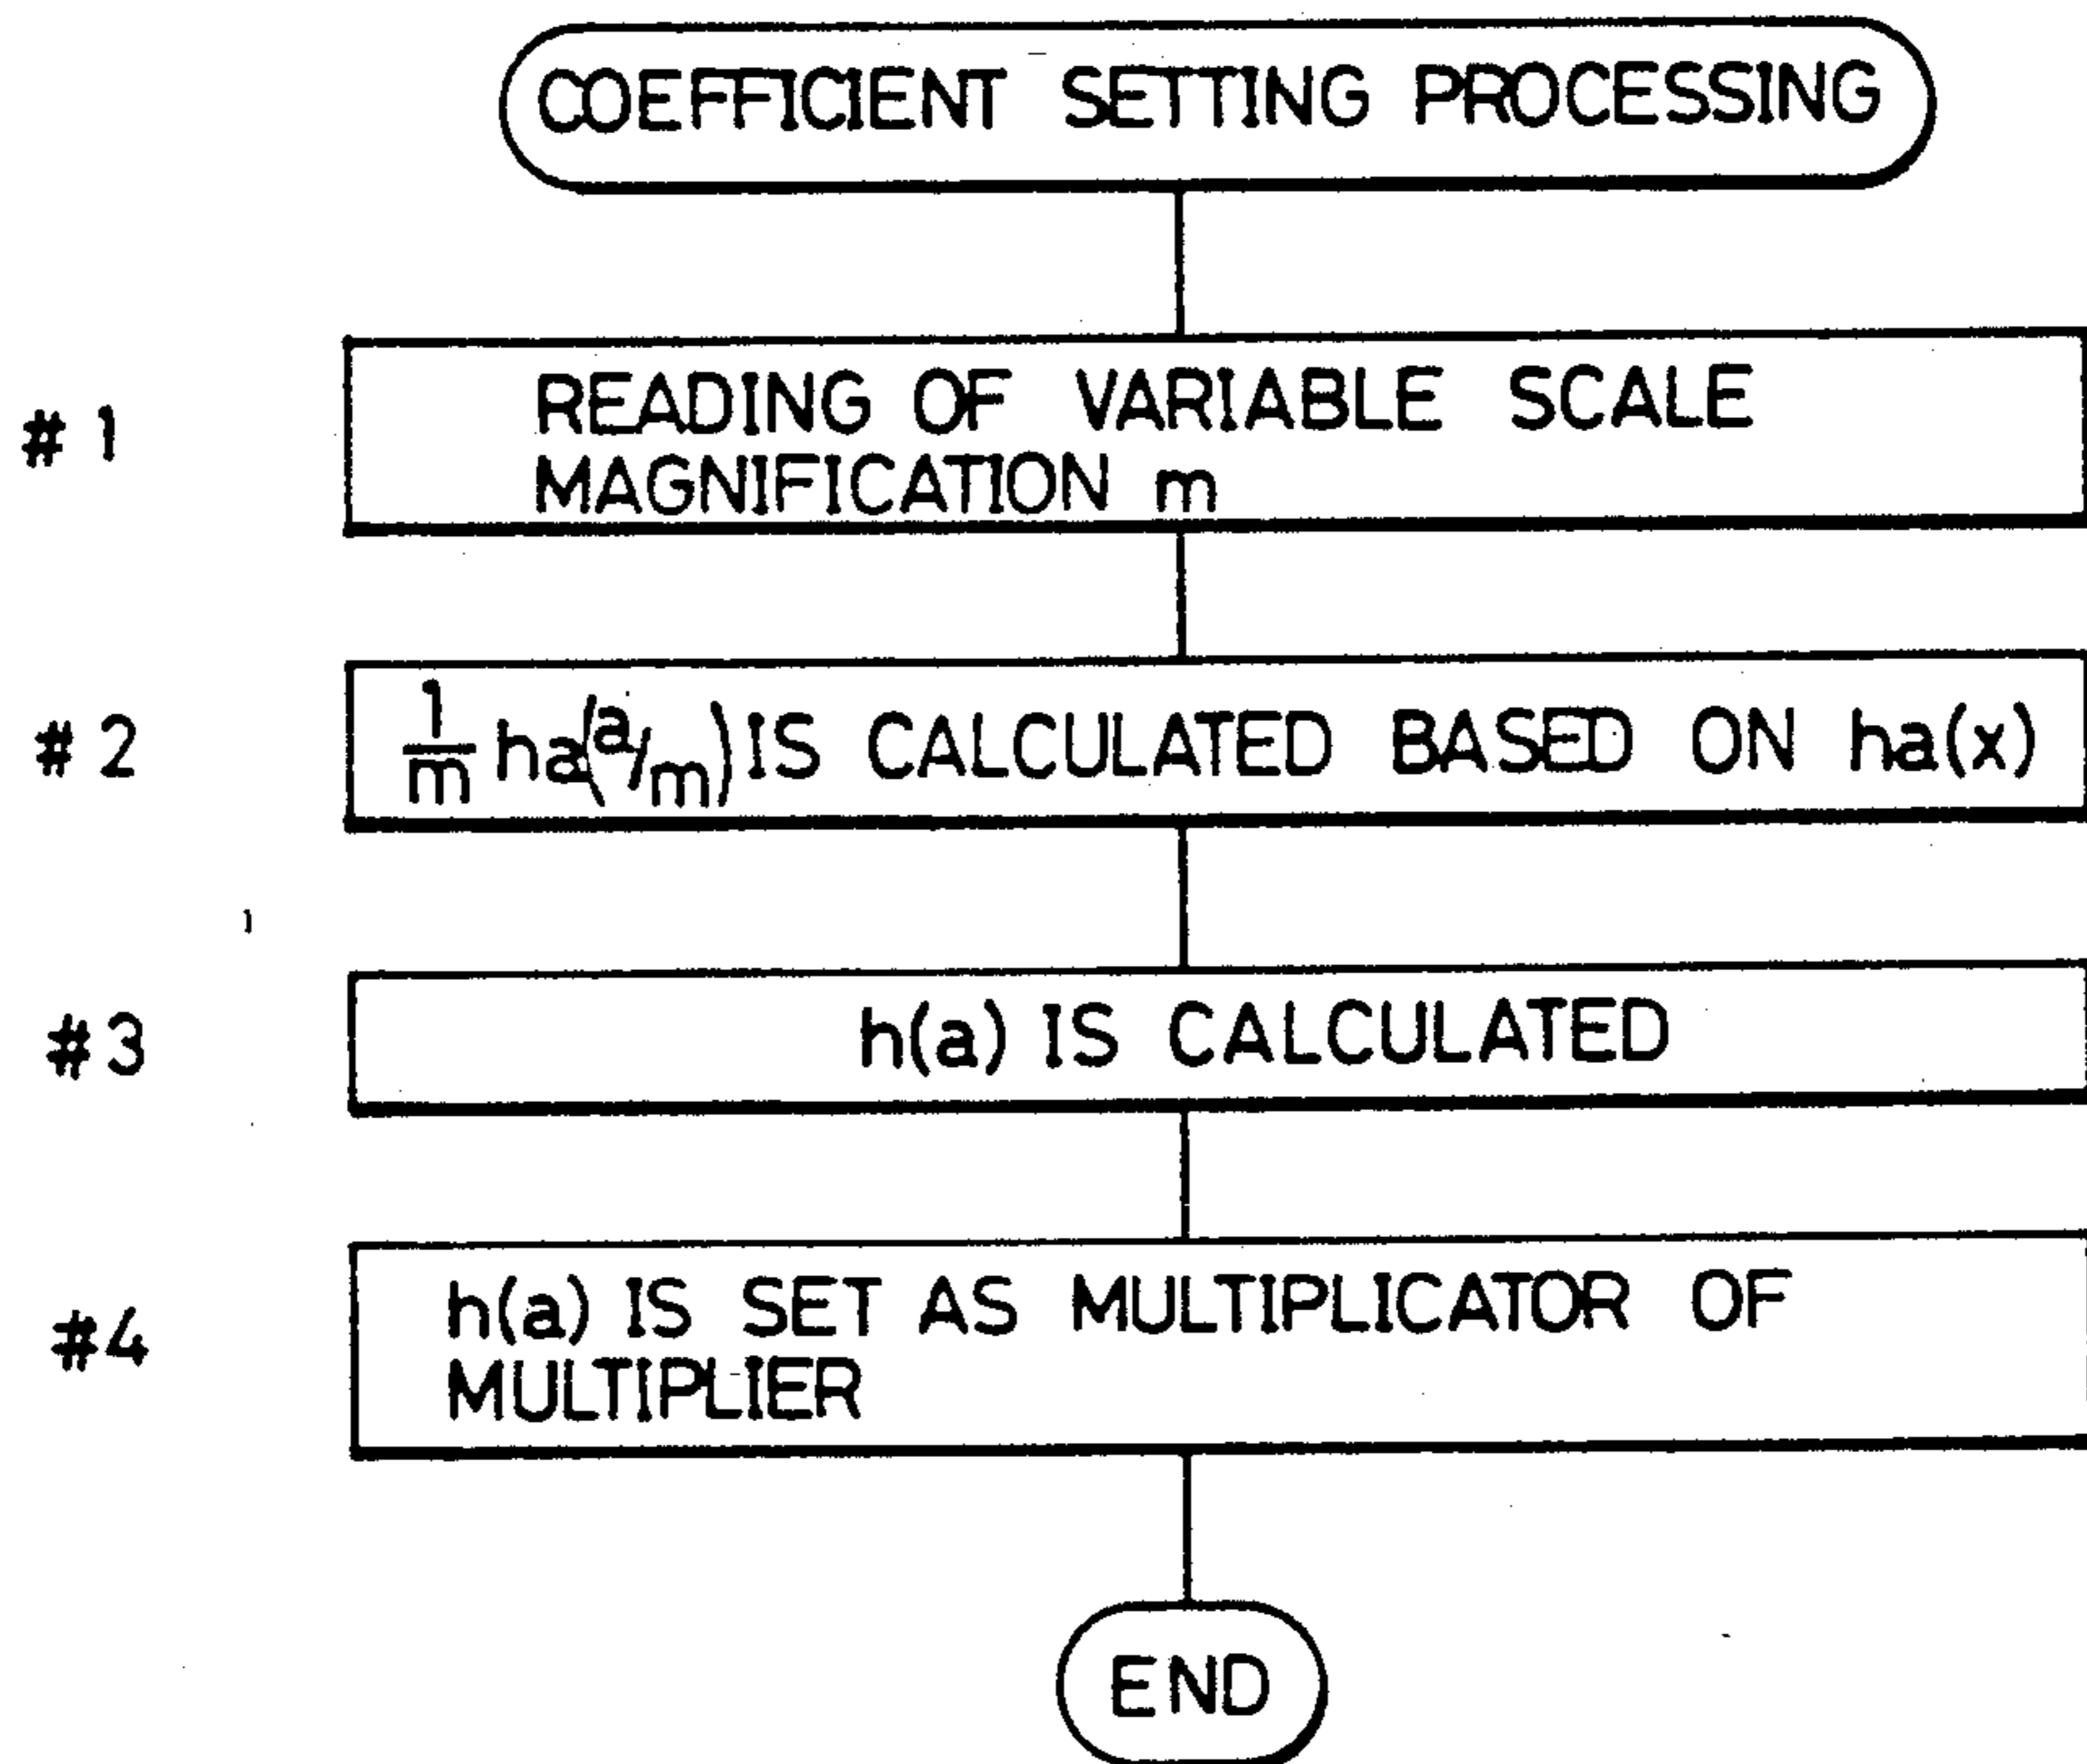 COEFFICIENT SETTING PROCESSING
#1
READING OF VARIABLE SCALE
MAGNIFICATION m
#2
1/m ha(a/m) IS CALCULATED BASED ON ha(x)
#3
h(a) IS CALCULATED
#4
h(a) IS SET AS MULTIPLICATOR OF
MULTIPLIER
END